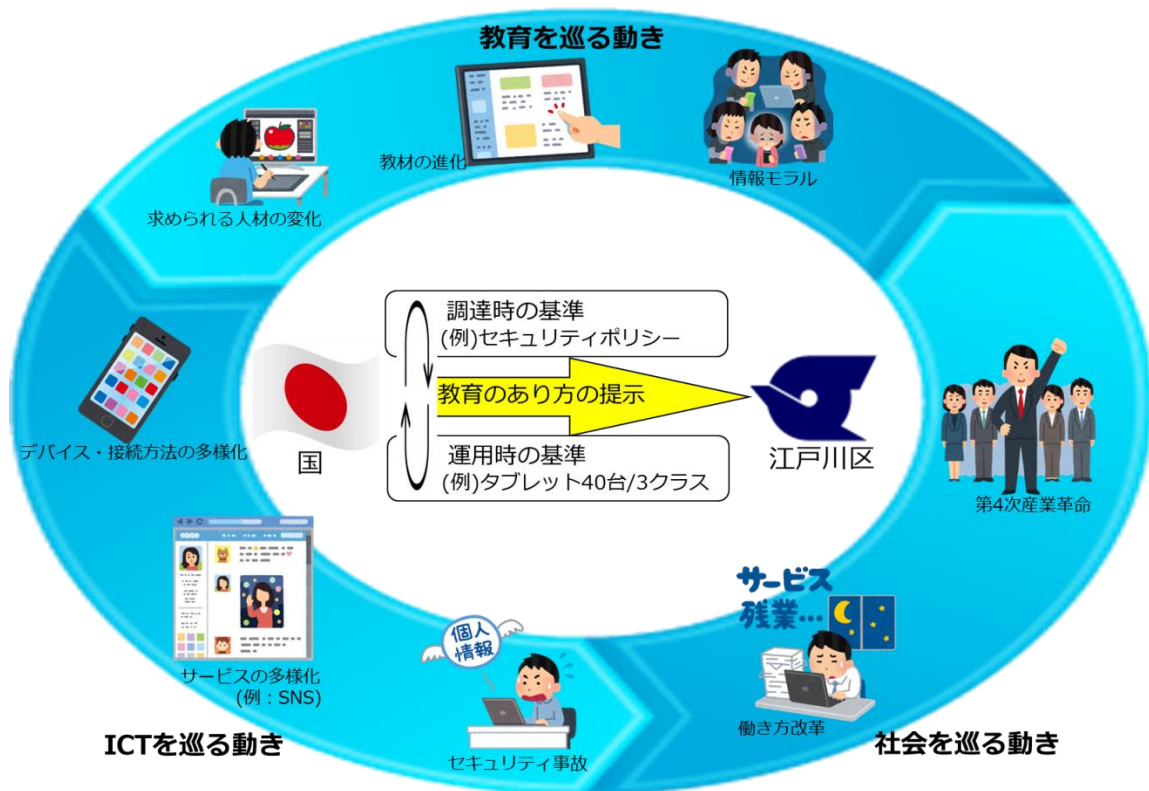 教育を巡る動き
教材の進化
情報モラル
求められる人材の変化
調達時の基準
(例)セキュリティポリシー
教育のあり方の提示
運用時の基準
(例)タブレット40台/3クラス
国
江戸川区
デバイス・接続方法の多様化
第4次産業革命
サービスの多様化
(例：SNS)
ICTを巡る動き
個人
情報
セキュリティ事故
サービス
残業…
働き方改革
社会を巡る動き